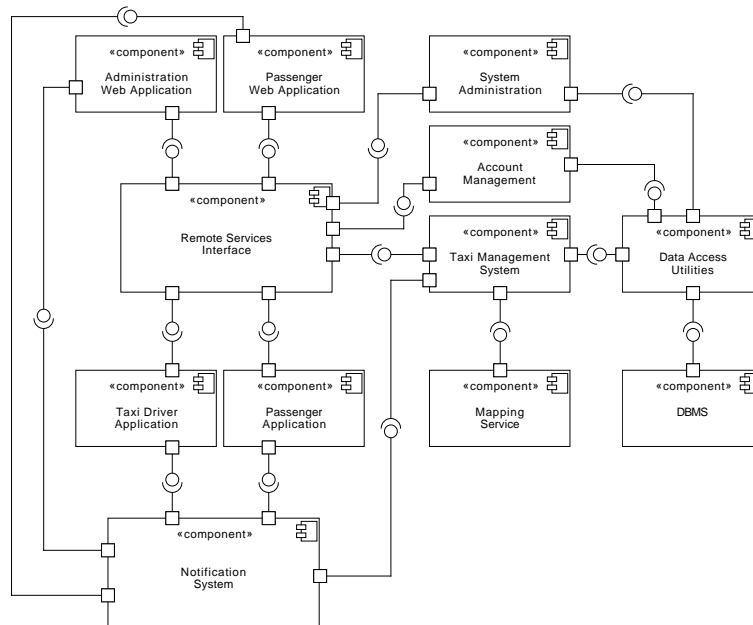 «component»
Administration
Web Application
«component»
Passenger
Web Application
«component»
System
Administration
«component»
Account
Management
«component»
Remote Services
Interface
«component»
Taxi Management
System
«component»
Data Access
Utilities
«component»
Taxi Driver
Application
«component»
Passenger
Application
«component»
Mapping
Service
«component»
DBMS
«component»
Notification
System